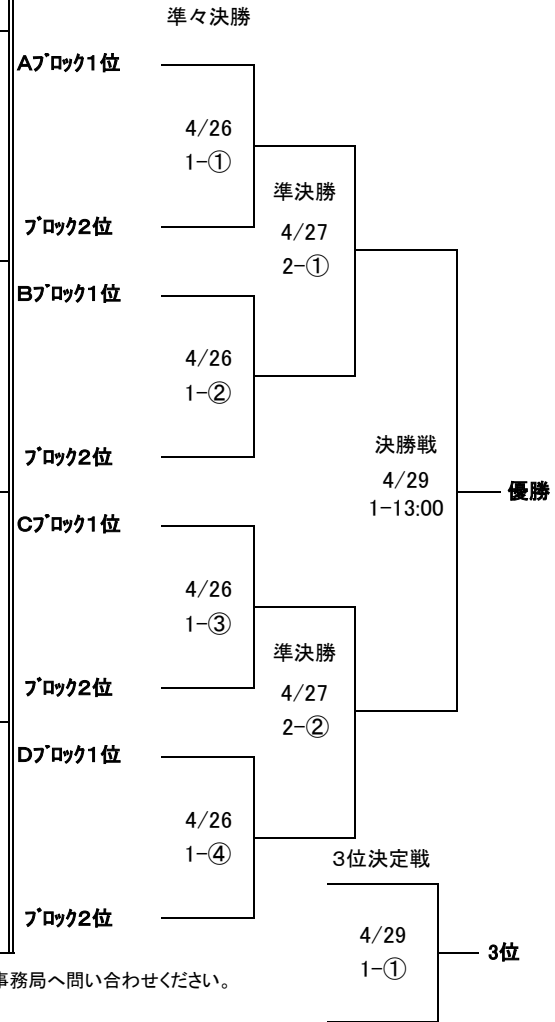 準々決勝
Aﾌﾞﾛｯｸ1位
4/26
1-①
準決勝
ﾌﾞﾛｯｸ2位
4/27
2-①
Bﾌﾞﾛｯｸ1位
4/26
1-②
決勝戦
ﾌﾞﾛｯｸ2位
4/29
優勝
1-13:00
Cﾌﾞﾛｯｸ1位
4/26
1-③
準決勝
ﾌﾞﾛｯｸ2位
4/27
2-②
Dﾌﾞﾛｯｸ1位
4/26
1-④
3位決定戦
ﾌﾞﾛｯｸ2位
4/29
3位
1-①
事務局へ問い合わせください。